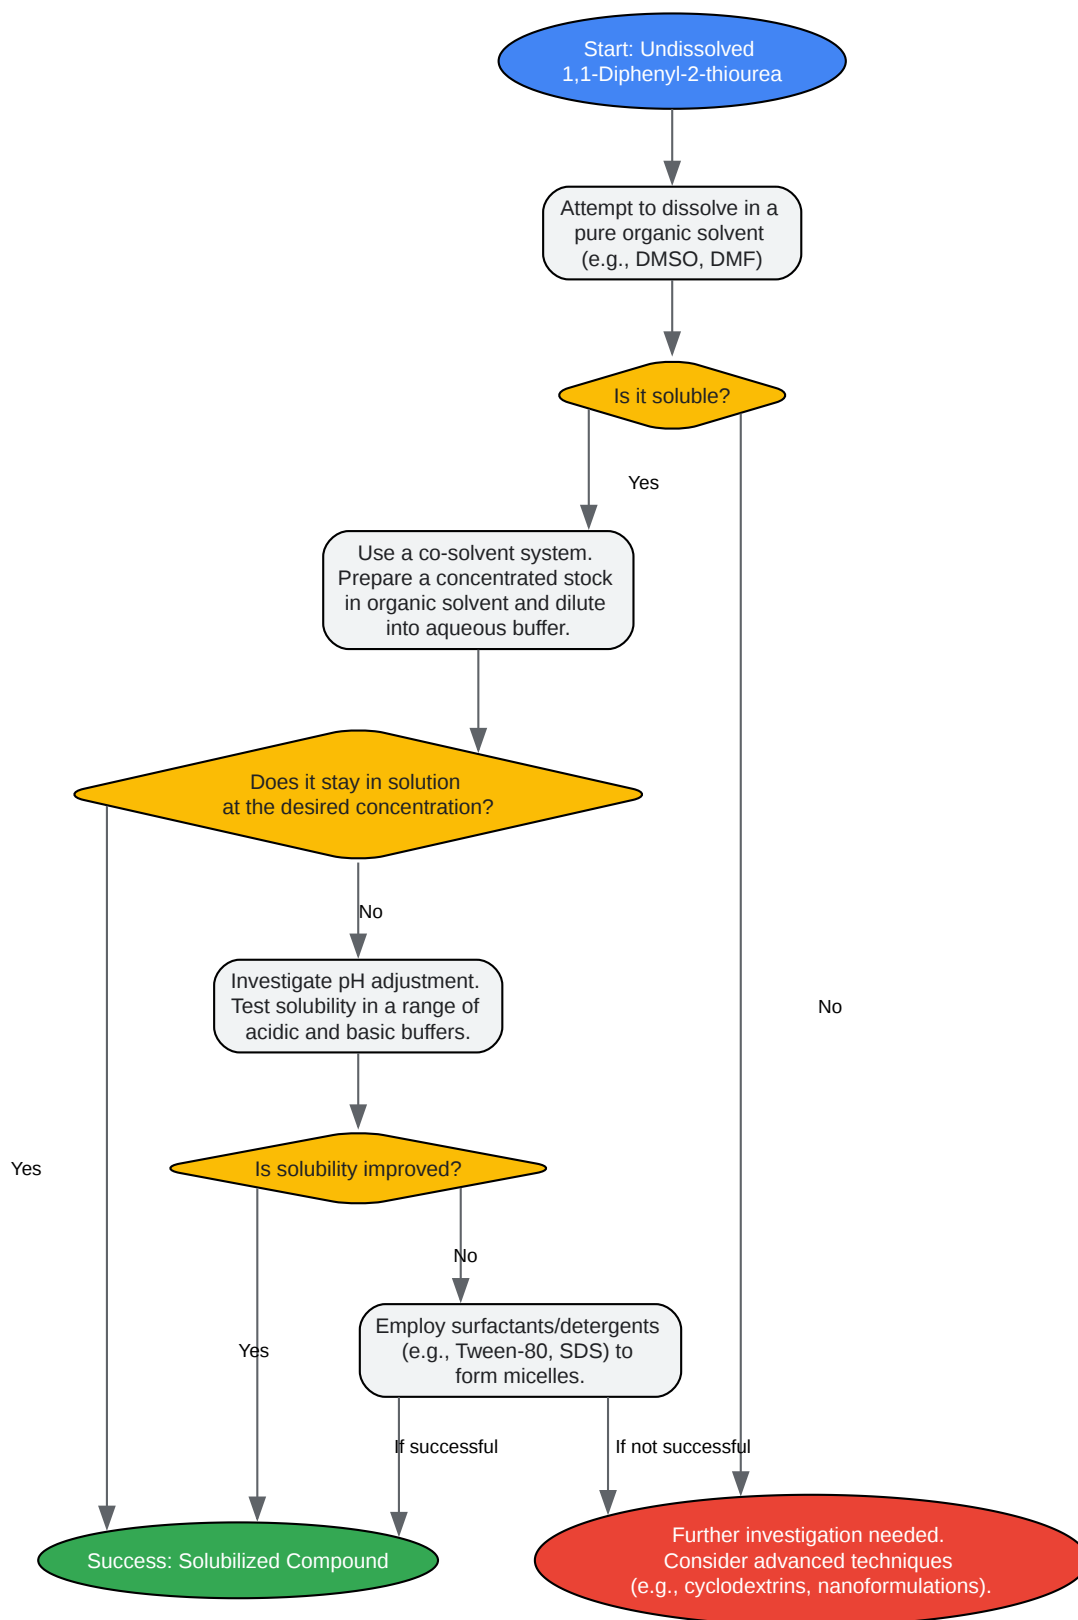 Start: Undissolved
1,1-Diphenyl-2-thiourea
Attempt to dissolve in a
pure organic solvent
(e.g., DMSO, DMF)
Is it soluble?
Yes
Use a co-solvent system.
Prepare a concentrated stock
in organic solvent and dilute
into aqueous buffer.
Does it stay in solution
at the desired concentration?
No
Investigate pH adjustment.
Test solubility in a range of
acidic and basic buffers.
No
Yes
Is solubility improved?
No
Employ surfactants/detergents
(e.g., Tween-80, SDS) to
form micelles.
Yes
If successful
If not successful
Success: Solubilized Compound
Further investigation needed.
Consider advanced techniques
(e.g., cyclodextrins, nanoformulations).